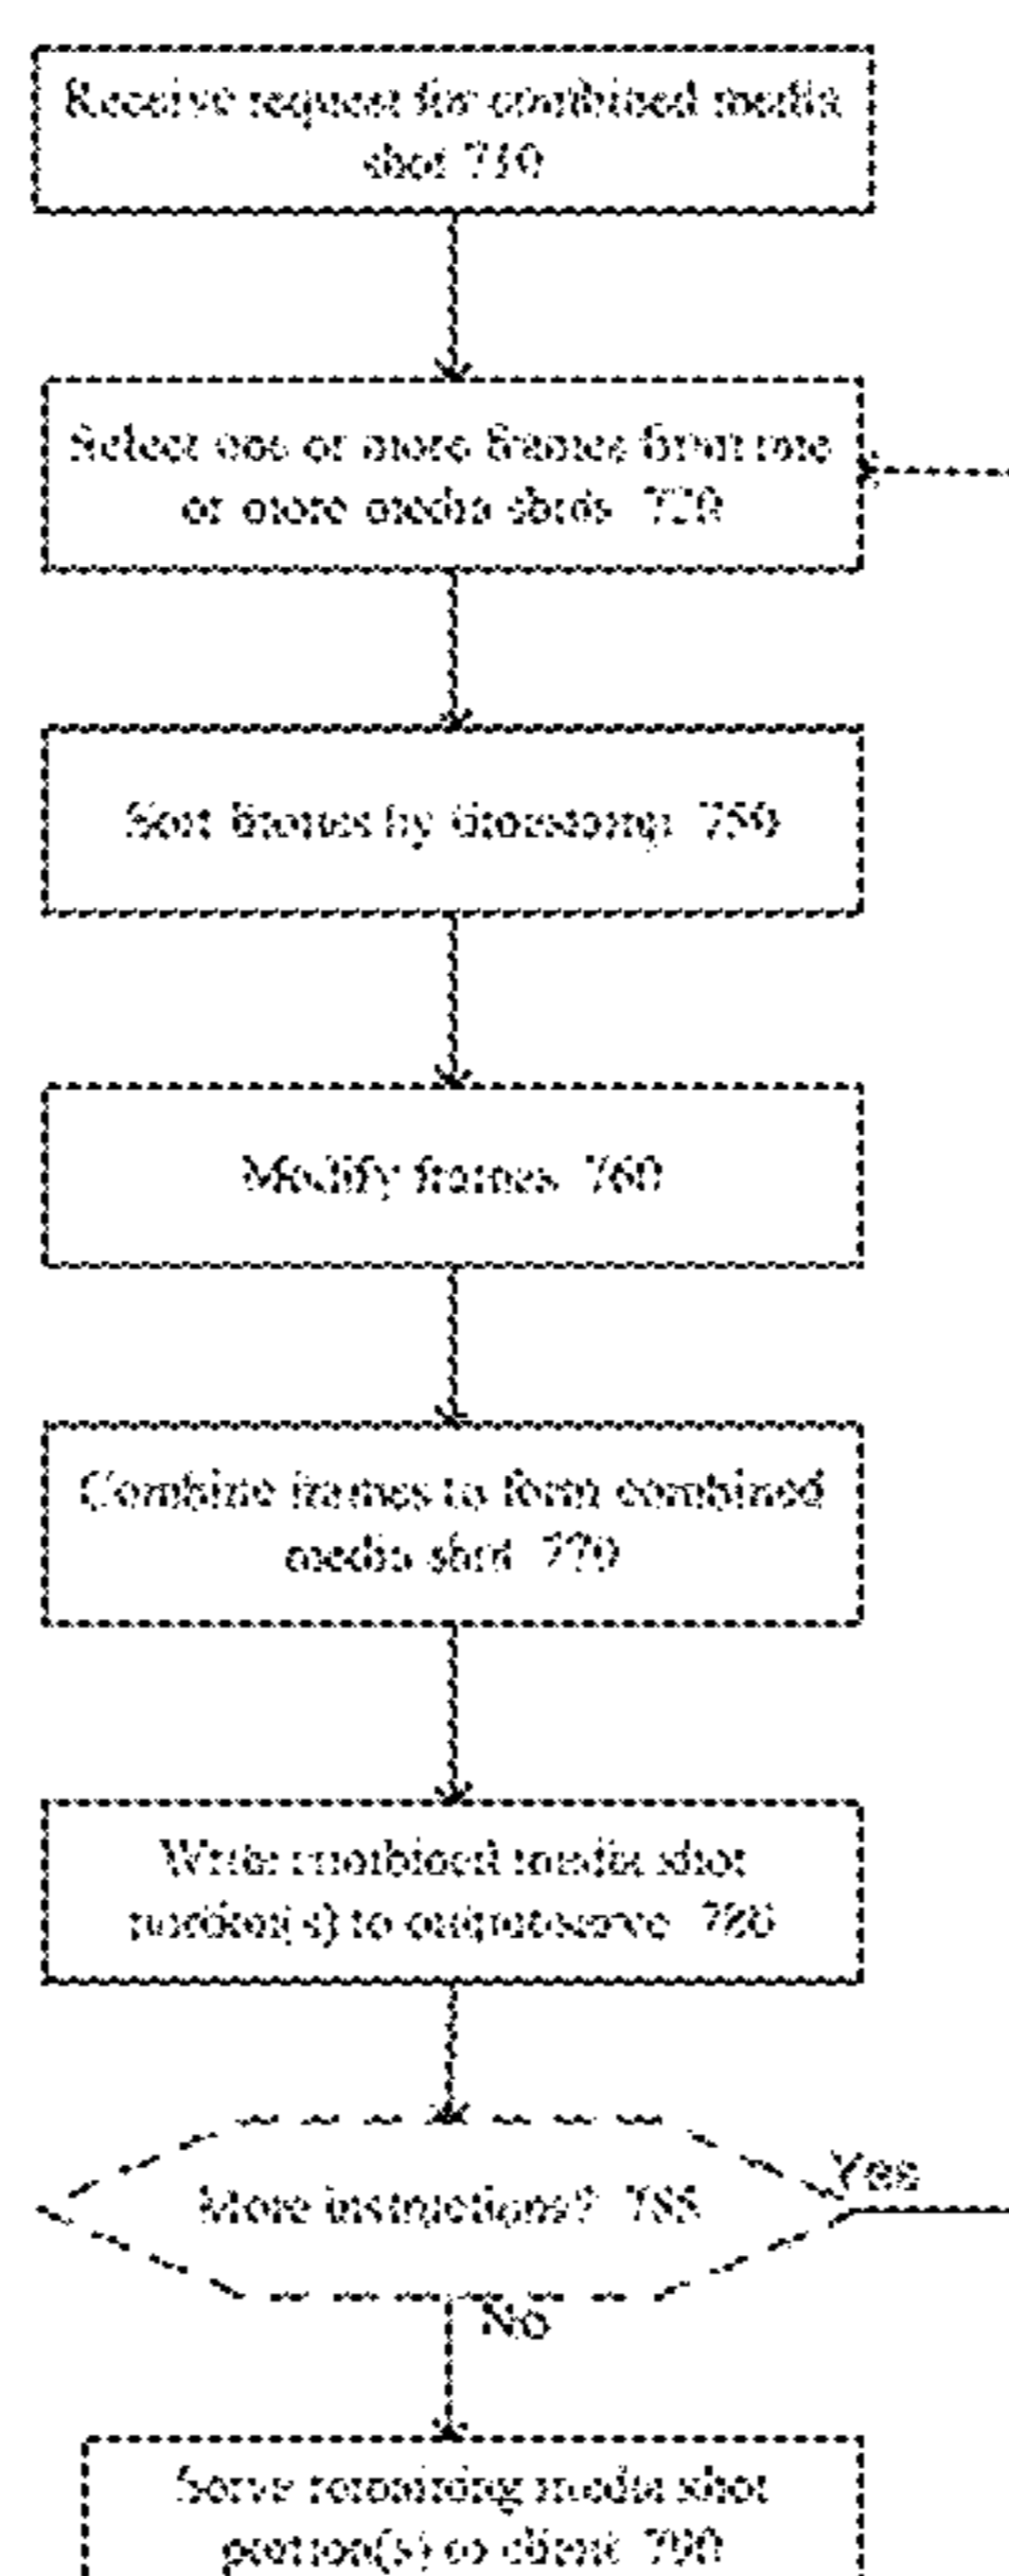 Receive request for combined media
shot 710
Select one or more frames from one
or more media shots 720
Sort frames by timestamp 750
Modify frames 760
Combine frames to form combined
media shot 770
Write combined media shot
portion(s) to output/serve 780
More instructions? 785
Yes
No
Serve remaining media shot
portion(s) to client 790